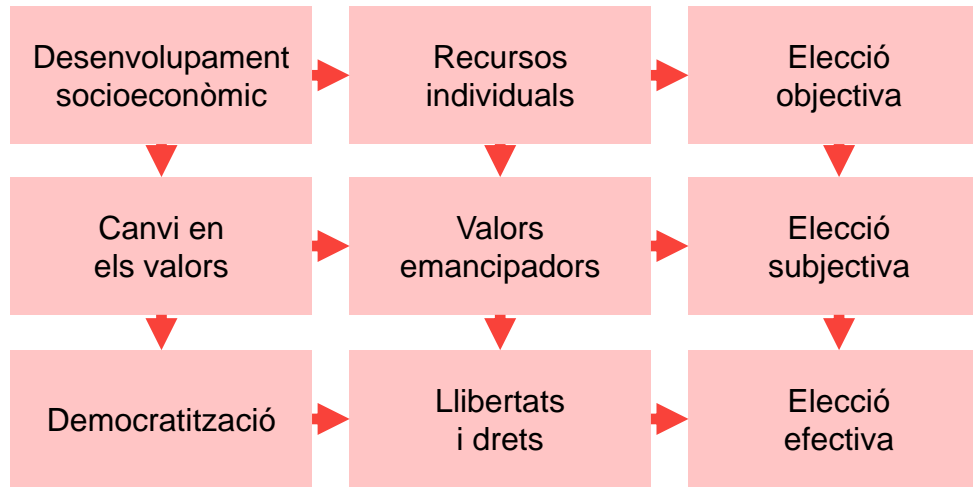 Desenvolupament
socioeconòmic
Recursos
individuals
Elecció
objectiva
Canvi en
els valors
Valors
emancipadors
Elecció
subjectiva
Democratització
Llibertats
i drets
Elecció
efectiva